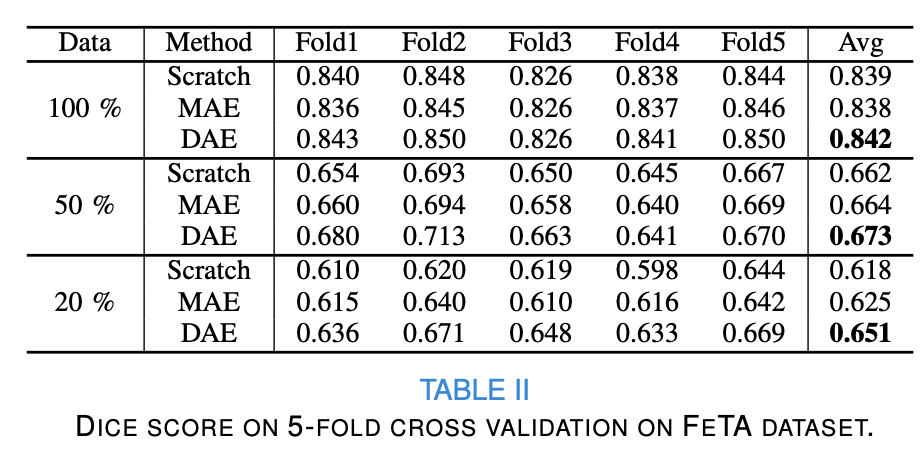 Data Method Fold1 Fold2 Fold3 Fold4 Fold5 Avg
Scratch 0.840 0.848 0.826 0.838 0.844 0.839
100 % MAE 0.836 0.845 0.826 0.837 0.846 0.838
DAE 0.843 0.850 0.826 0.841 0.850 0.842
Scratch 0.654 0.693 0.650 0.645 0.667 0.662
50 % MAE 0.660 0.694 0.658 0.640 0.669 0.664
DAE 0.680 0.713 0.663 0.641 0.670 0.673
Scratch 0.610 0.620 0.619 0.598 0.644 0.618
20 % MAE 0.615 0.640 0.610 0.616 0.642 0.625
DAE 0.636 0.671 0.648 0.633 0.669 0.651
TABLE II
DICE SCORE ON 5-FOLD CROSS VALIDATION ON FETA DATASET.